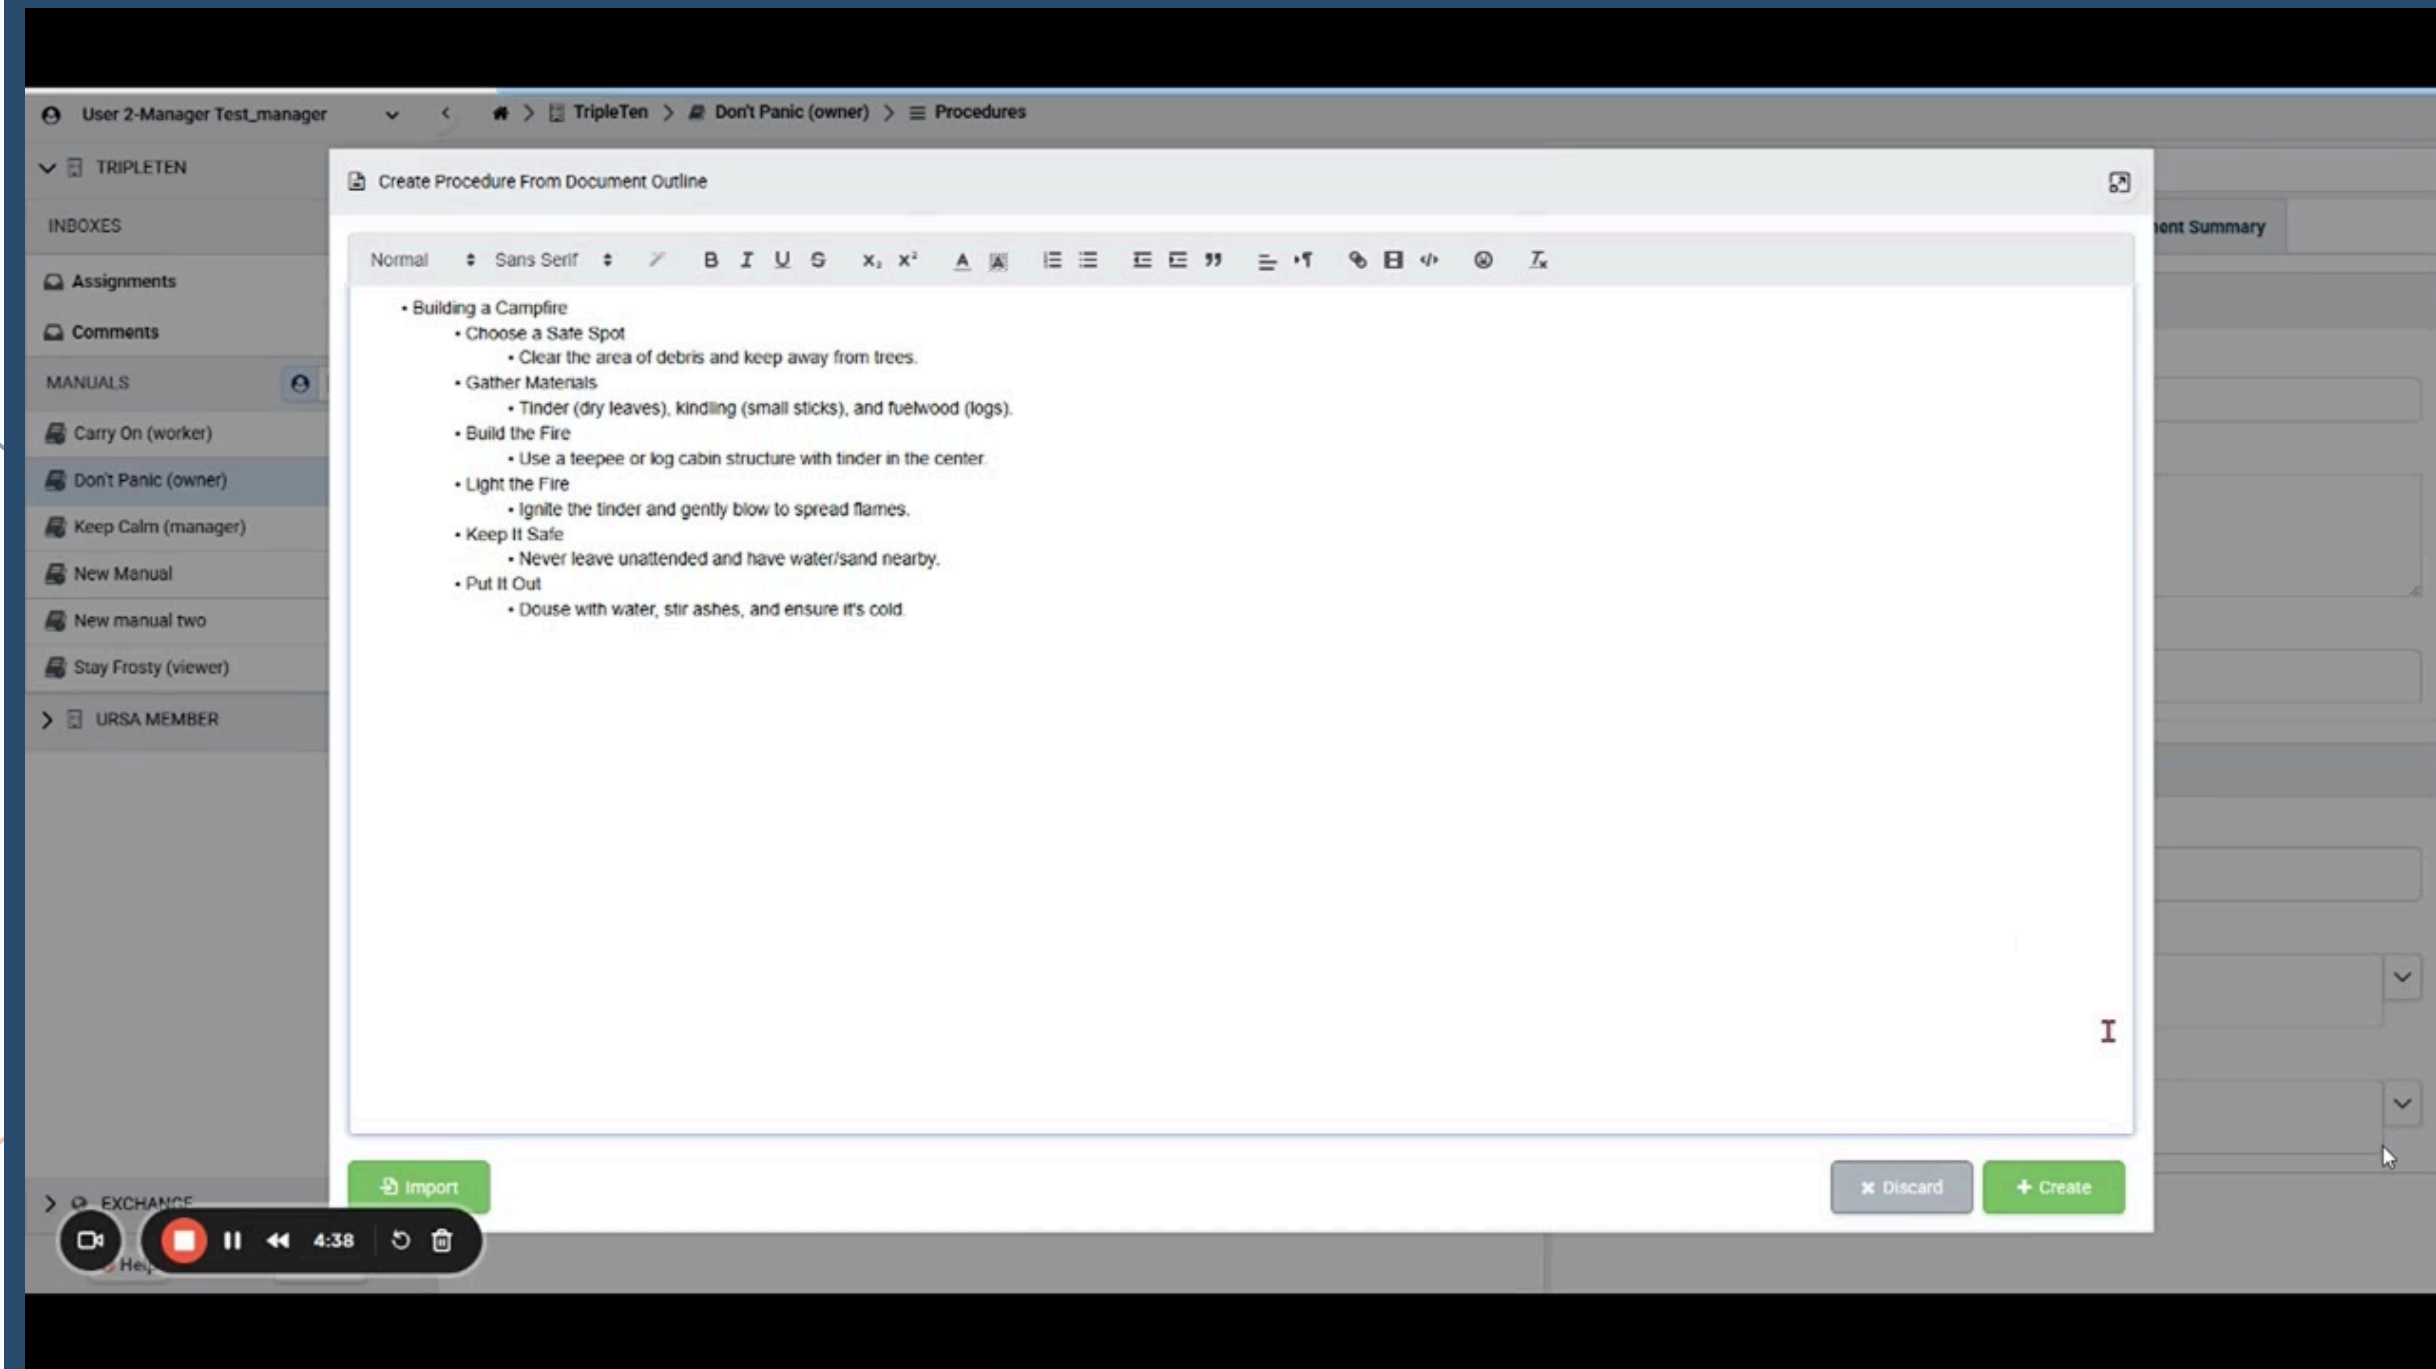 User 2-Manager Test_manager
TripleTen
Don't Panic (owner)
Procedures
TRIPLETEN
INBOXES
Assignments
Comments
MANUALS
Carry On (worker)
Don't Panic (owner)
Keep Calm (manager)
New Manual
New manual two
Stay Frosty (viewer)
URSA MEMBER
EXCHANGE
4:38
Create Procedure From Document Outline
Normal Sans Serif
• Building a Campfire
• Choose a Safe Spot
• Clear the area of debris and keep away from trees.
• Gather Materials
• Tinder (dry leaves), kindling (small sticks), and fuelwood (logs).
• Build the Fire
• Use a teepee or log cabin structure with tinder in the center.
• Light the Fire
• Ignite the tinder and gently blow to spread flames.
• Keep It Safe
• Never leave unattended and have water/sand nearby.
• Put It Out
• Douse with water, stir ashes, and ensure it's cold.
Import
Discard
Create
Summary